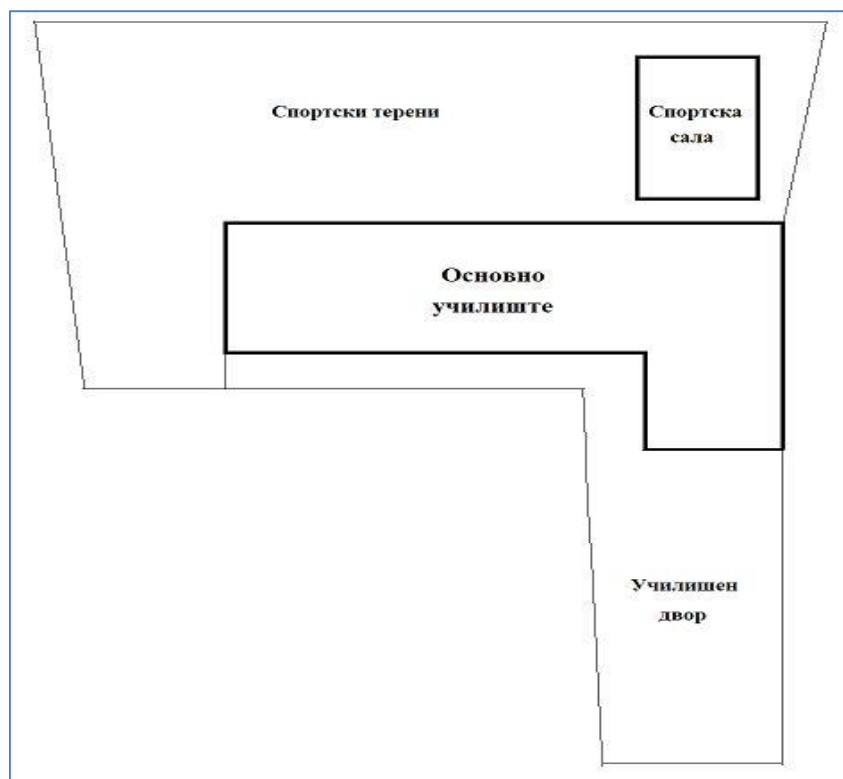 Спортски терени
Спортска
сала
Основно
училиште
Училишен
двор